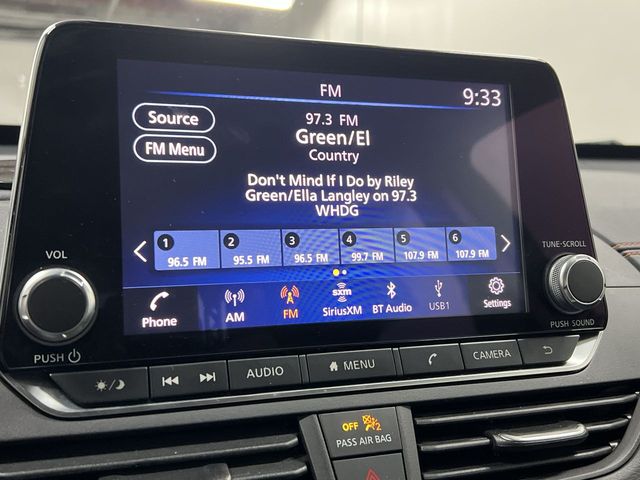 FM
9:33
Source
FM Menu
97.3 FM
Green/El
Country
Don't Mind If I Do by Riley
Green/Ella Langley on 97.3
WHDG
1 96.5 FM
2 95.5 FM
3 96.5 FM
4 99.7 FM
5 107.9 FM
6 107.9 FM
Phone
AM
FM
sxm
SiriusXM
BT Audio
USB1
Settings
VOL
PUSH
TUNE·SCROLL
PUSH SOUND
AUDIO
MENU
CAMERA
OFF 2
PASS AIR BAG